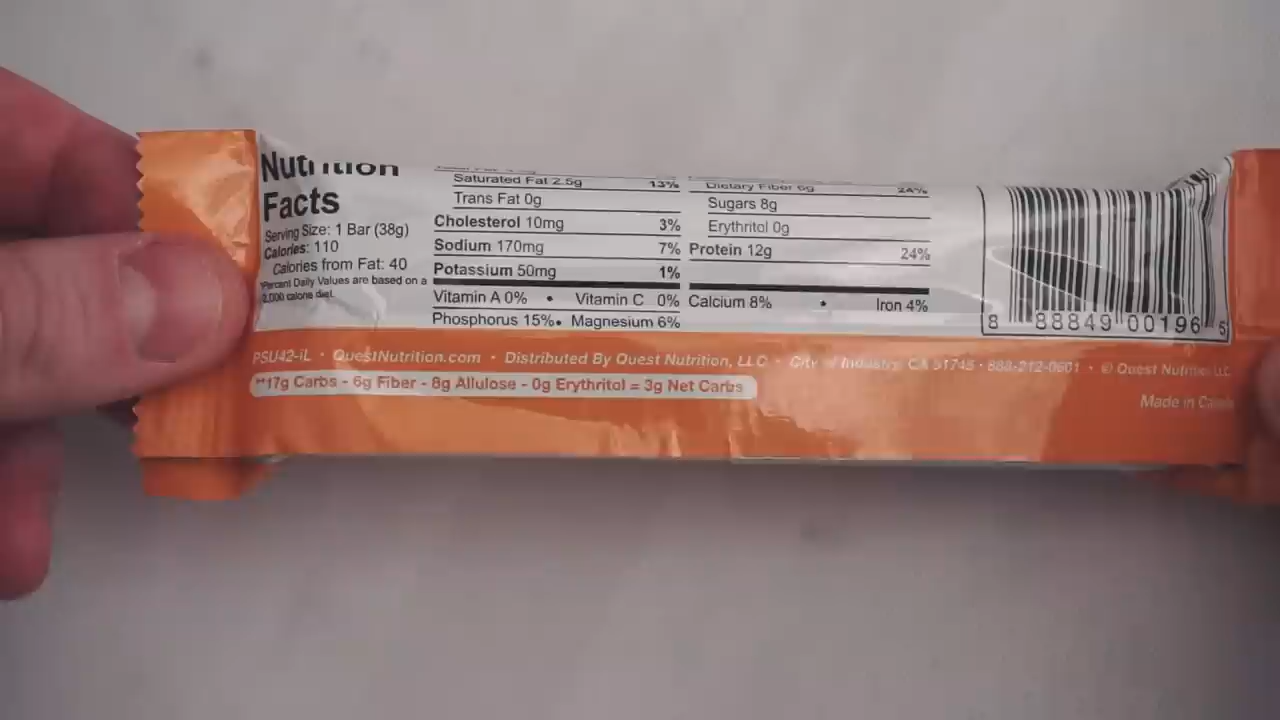 Nutrition
Facts
Serving Size: 1 Bar (38g)
Calories: 110
Calories from Fat: 40
*Percent Daily Values are based on a
2,000 calorie diet.
Saturated Fat 2.5g 13%
Trans Fat 0g
Cholesterol 10mg 3%
Sodium 170mg 7%
Potassium 50mg 1%
Vitamin A 0% • Vitamin C 0%
Phosphorus 15% • Magnesium 6%
Dietary Fiber 6g 24%
Sugars 8g
Erythritol 0g
Protein 12g 24%
Calcium 8% • Iron 4%
8 88849 00196 5
PSU42-iL • QuestNutrition.com • Distributed By Quest Nutrition, LLC • City of Industry, CA 91745 • 888-212-0601 • © Quest Nutrition LLC
**17g Carbs - 6g Fiber - 8g Allulose - 0g Erythritol = 3g Net Carbs
Made in